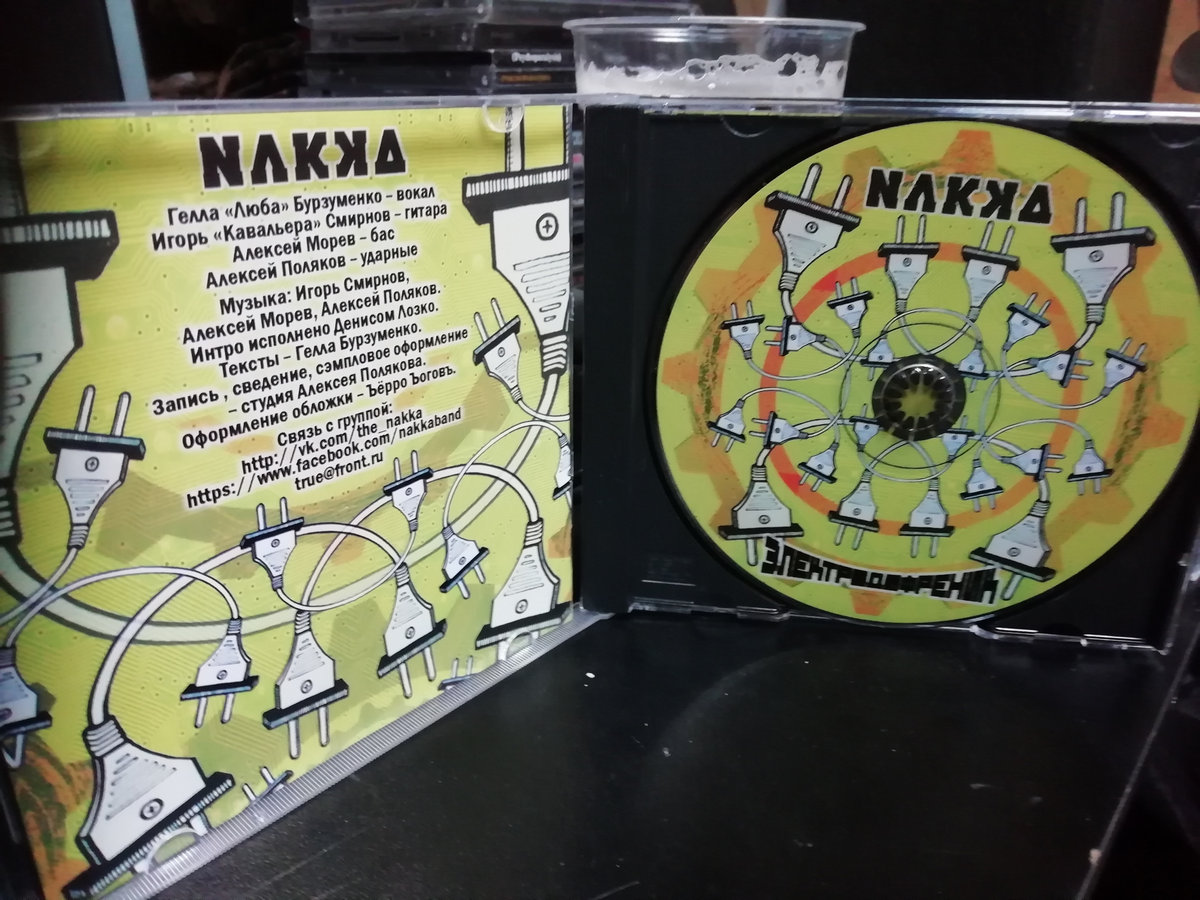 NAKKA
Гелла «Люба» Бурзуменко – вокал
Игорь «Кавальера» Смирнов – гитара
Алексей Морев – бас
Алексей Поляков – ударные
Музыка: Игорь Смирнов,
Алексей Морев, Алексей Поляков.
Интро исполнено Денисом Лозко.
Тексты – Гелла Бурзуменко.
Запись , сведение, сэмпловое оформление
– студия Алексея Полякова.
Оформление обложки – Ъёрро Ъоговъ.
Связь с группой:
http://vk.com/the_nakka
https://www.facebook.com/nakkaband
true@front.ru
NAKKA
ЭЛЕКТРОДОФРЕНИК